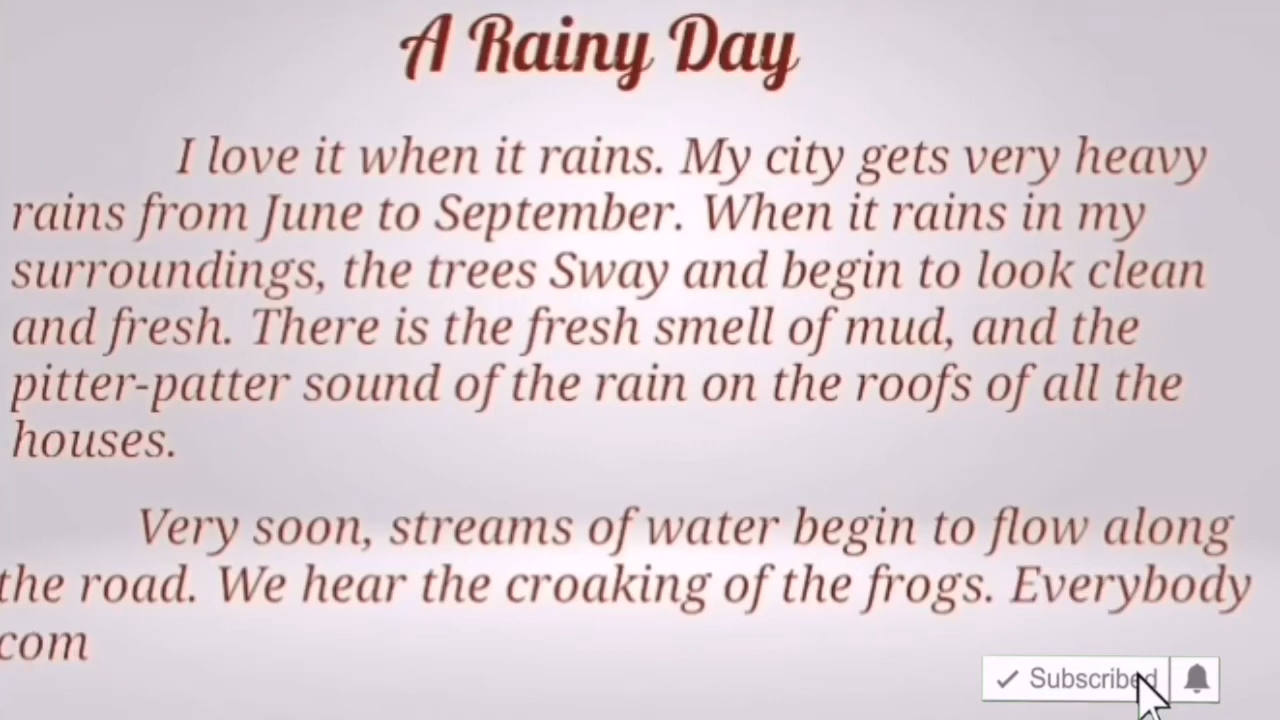 A Rainy Day
I love it when it rains. My city gets very heavy
rains from June to September. When it rains in my
surroundings, the trees Sway and begin to look clean
and fresh. There is the fresh smell of mud, and the
pitter-patter sound of the rain on the roofs of all the
houses.
Very soon, streams of water begin to flow along
the road. We hear the croaking of the frogs. Everybody
com
Subscribed